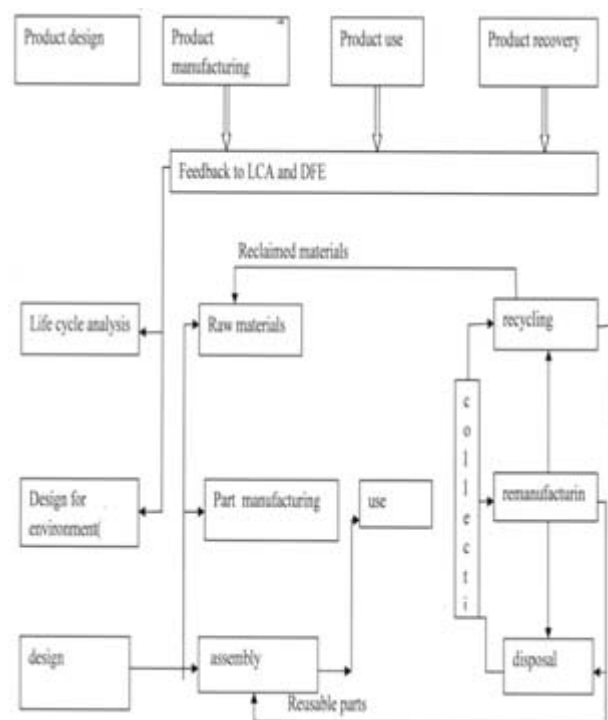 Product design
Product
manufacturing
Product use
Product recovery
Feedback to LCA and DFE
Reclaimed materials
Life cycle analysis
Raw materials
recycling
c
o
l
l
e
c
t
i
Design for
environment(
Part manufacturing
use
remanufacturin
design
assembly
disposal
Reusable parts